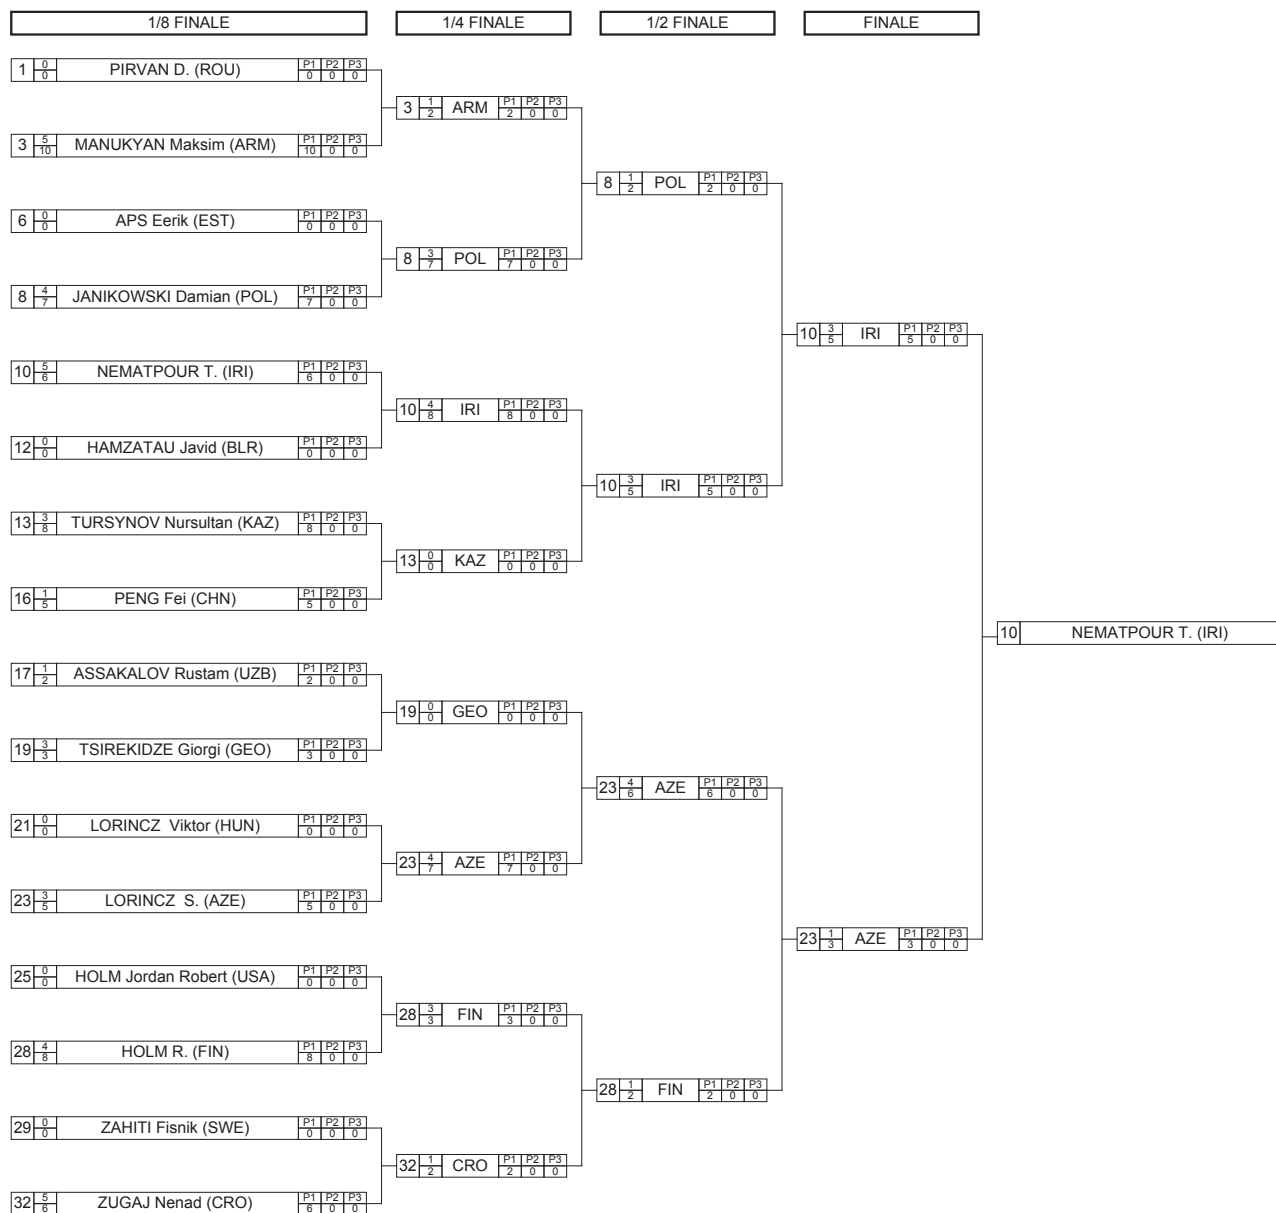 1/8 FINALE 1/4 FINALE 1/2 FINALE FINALE
1 0 0 PIRVAN D. (ROU) P1 P2 P3 0 0 0
3 1 2 ARM P1 P2 P3 2 0 0
3 5 10 MANUKYAN Maksim (ARM) P1 P2 P3 10 0 0
8 1 2 POL P1 P2 P3 2 0 0
6 0 0 APS Eerik (EST) P1 P2 P3 0 0 0
8 3 7 POL P1 P2 P3 7 0 0
8 4 7 JANIKOWSKI Damian (POL) P1 P2 P3 7 0 0
10 3 5 IRI P1 P2 P3 5 0 0
10 5 6 NEMATPOUR T. (IRI) P1 P2 P3 6 0 0
10 4 8 IRI P1 P2 P3 8 0 0
12 0 0 HAMZATAU Javid (BLR) P1 P2 P3 0 0 0
10 3 5 IRI P1 P2 P3 5 0 0
13 3 8 TURSYNOV Nursultan (KAZ) P1 P2 P3 8 0 0
13 0 0 KAZ P1 P2 P3 0 0 0
16 1 5 PENG Fei (CHN) P1 P2 P3 5 0 0
10 NEMATPOUR T. (IRI)
17 1 2 ASSAKALOV Rustam (UZB) P1 P2 P3 2 0 0
19 0 0 GEO P1 P2 P3 0 0 0
19 3 3 TSIREKIDZE Giorgi (GEO) P1 P2 P3 3 0 0
23 4 6 AZE P1 P2 P3 6 0 0
21 0 0 LORINCZ Viktor (HUN) P1 P2 P3 0 0 0
23 4 7 AZE P1 P2 P3 7 0 0
23 3 5 LORINCZ S. (AZE) P1 P2 P3 5 0 0
23 1 3 AZE P1 P2 P3 3 0 0
25 0 0 HOLM Jordan Robert (USA) P1 P2 P3 0 0 0
28 3 3 FIN P1 P2 P3 3 0 0
28 4 8 HOLM R. (FIN) P1 P2 P3 8 0 0
28 1 2 FIN P1 P2 P3 2 0 0
29 0 0 ZAHITI Fisnik (SWE) P1 P2 P3 0 0 0
32 1 2 CRO P1 P2 P3 2 0 0
32 5 6 ZUGAJ Nenad (CRO) P1 P2 P3 6 0 0